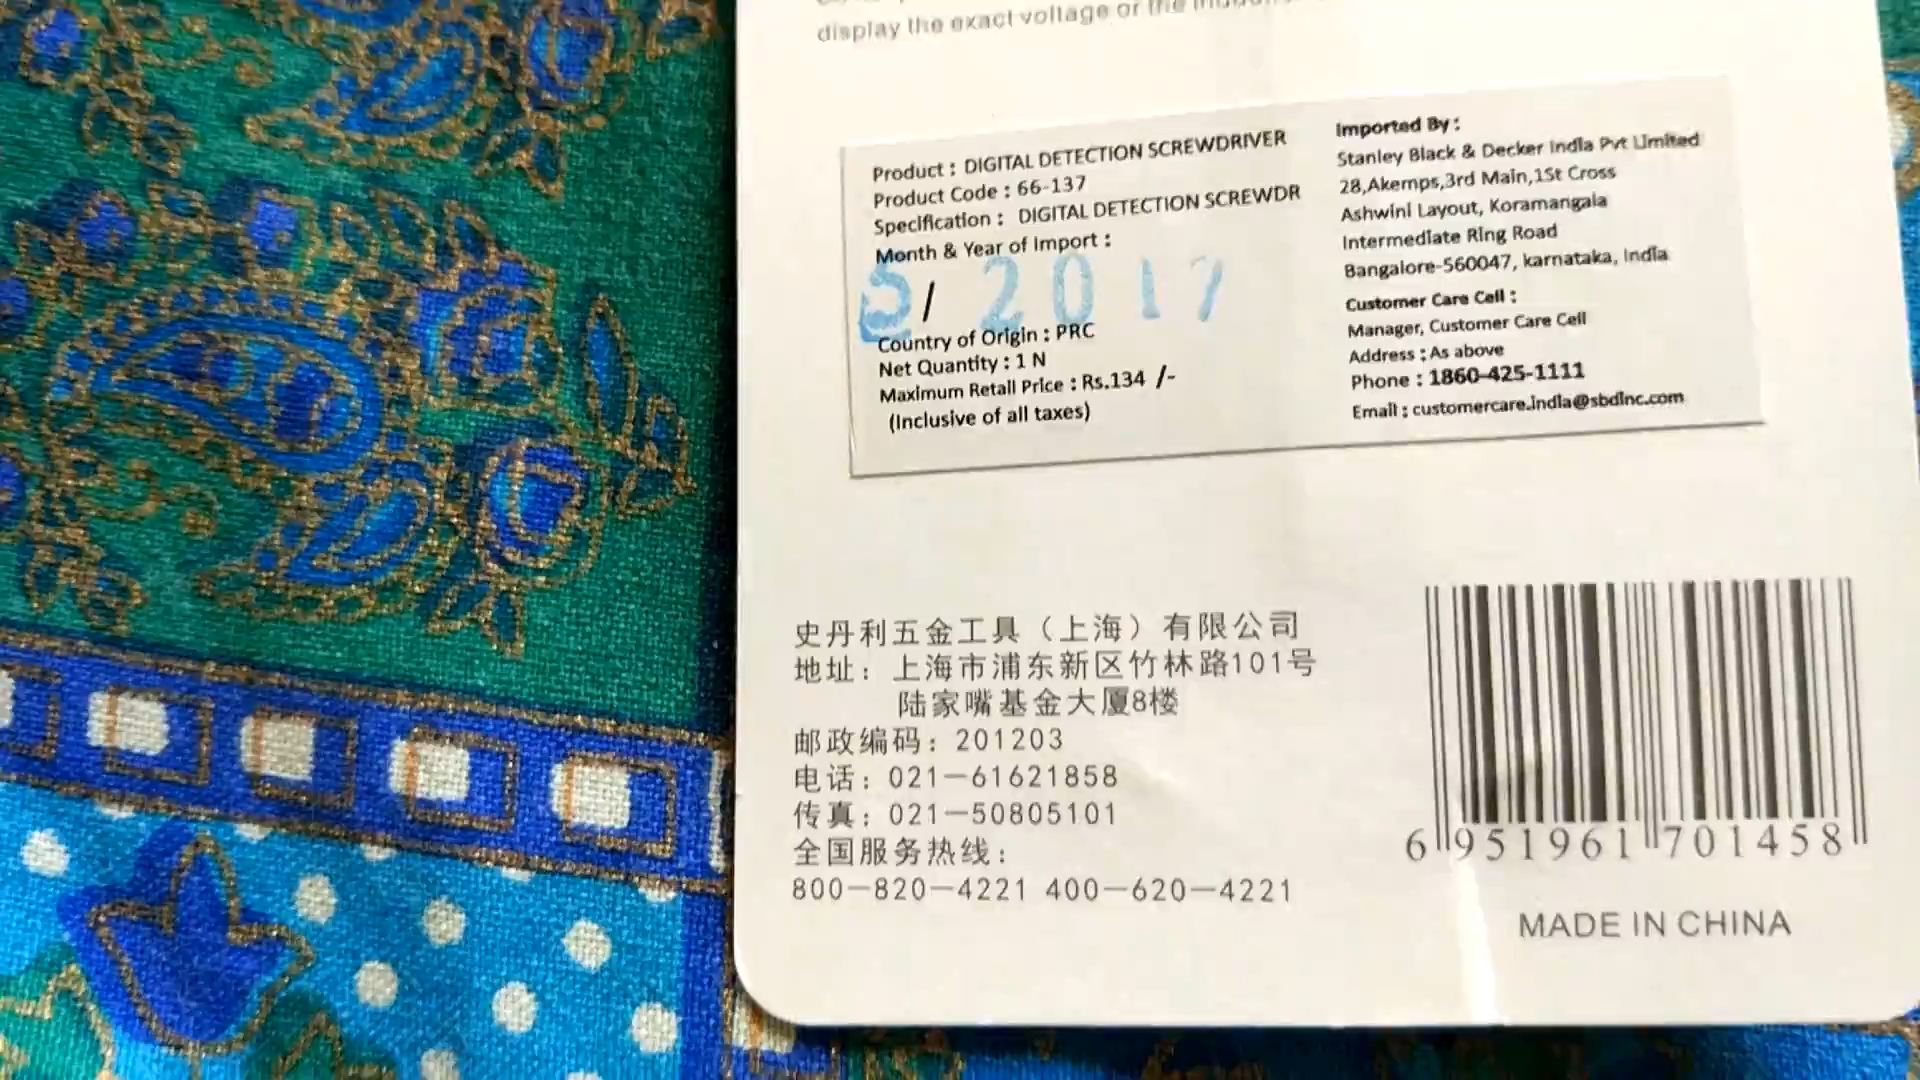 display the exact voltage or the
Product : DIGITAL DETECTION SCREWDRIVER
Product Code : 66-137
Specification : DIGITAL DETECTION SCREWDR
Month & Year of Import :
/ 2017
Country of Origin : PRC
Net Quantity : 1 N
Maximum Retail Price : Rs.134 /-
(Inclusive of all taxes)
Imported By :
Stanley Black & Decker India Pvt Limited
28,Akemps,3rd Main,1St Cross
Ashwini Layout, Koramangala
Intermediate Ring Road
Bangalore-560047, karnataka, India
Customer Care Cell :
Manager, Customer Care Cell
Address : As above
Phone : 1860-425-1111
Email : customercare.india@sbdinc.com
史丹利五金工具（上海）有限公司
地址：上海市浦东新区竹林路101号
陆家嘴基金大厦8楼
邮政编码：201203
电话：021－61621858
传真：021－50805101
全国服务热线：
800－820－4221 400－620－4221
6 951961 701458
MADE IN CHINA